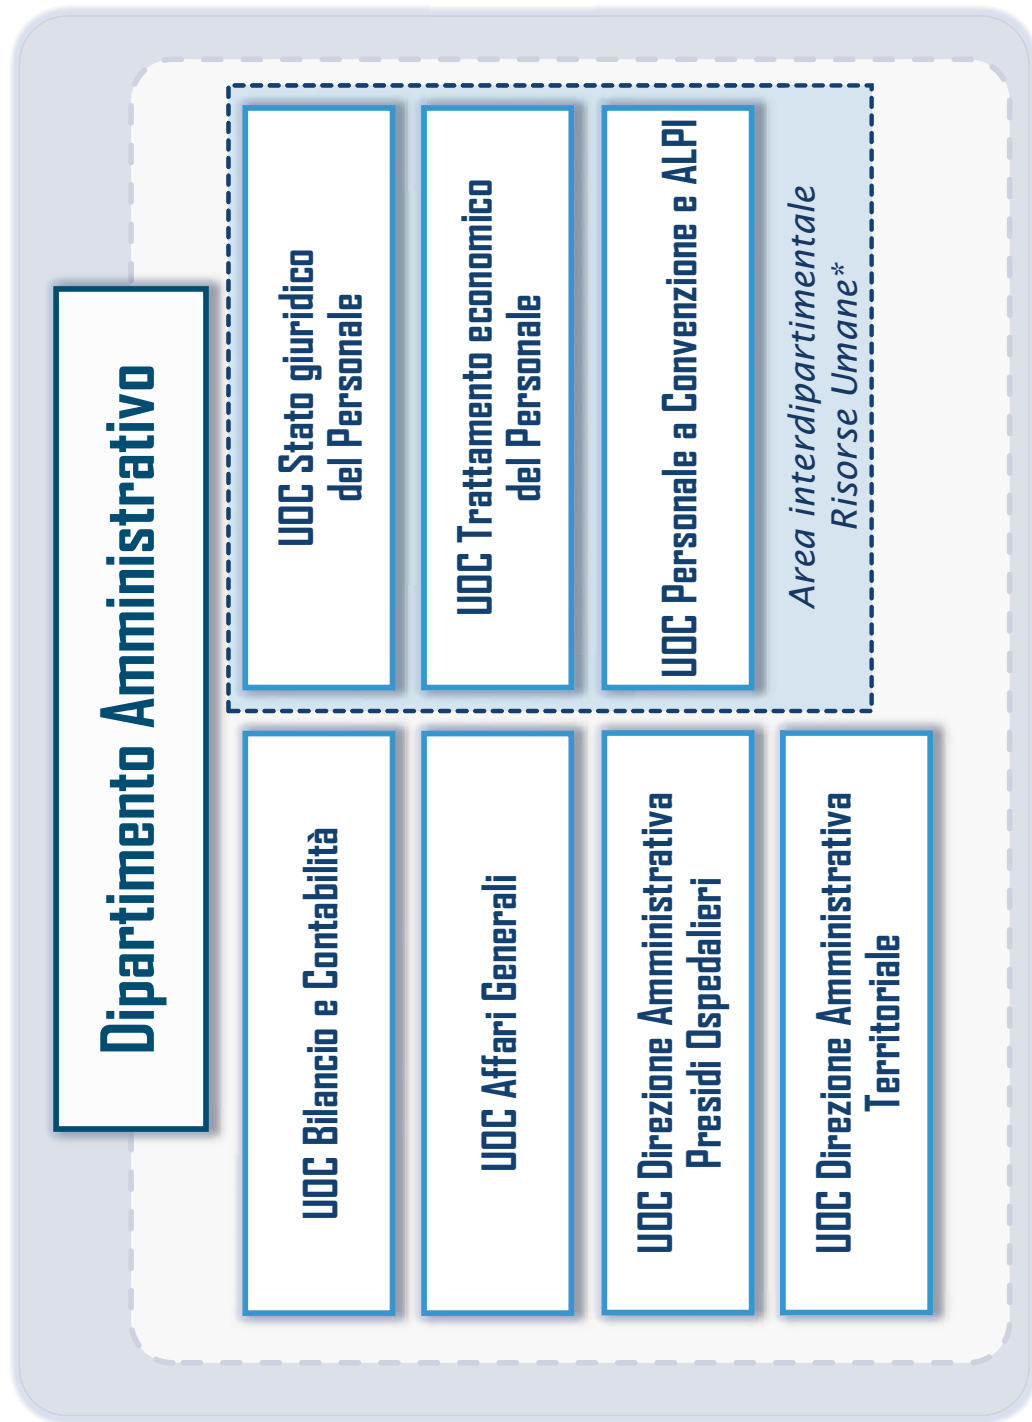 Dipartimento Amministrativo
UOC Bilancio e Contabilità
UOC Affari Generali
UOC Direzione Amministrativa
Presidi Ospedalieri
UOC Direzione Amministrativa
Territoriale
UOC Stato giuridico
del Personale
UOC Trattamento economico
del Personale
UOC Personale a Convenzione e ALPI
Area interdipartimentale
Risorse Umane*